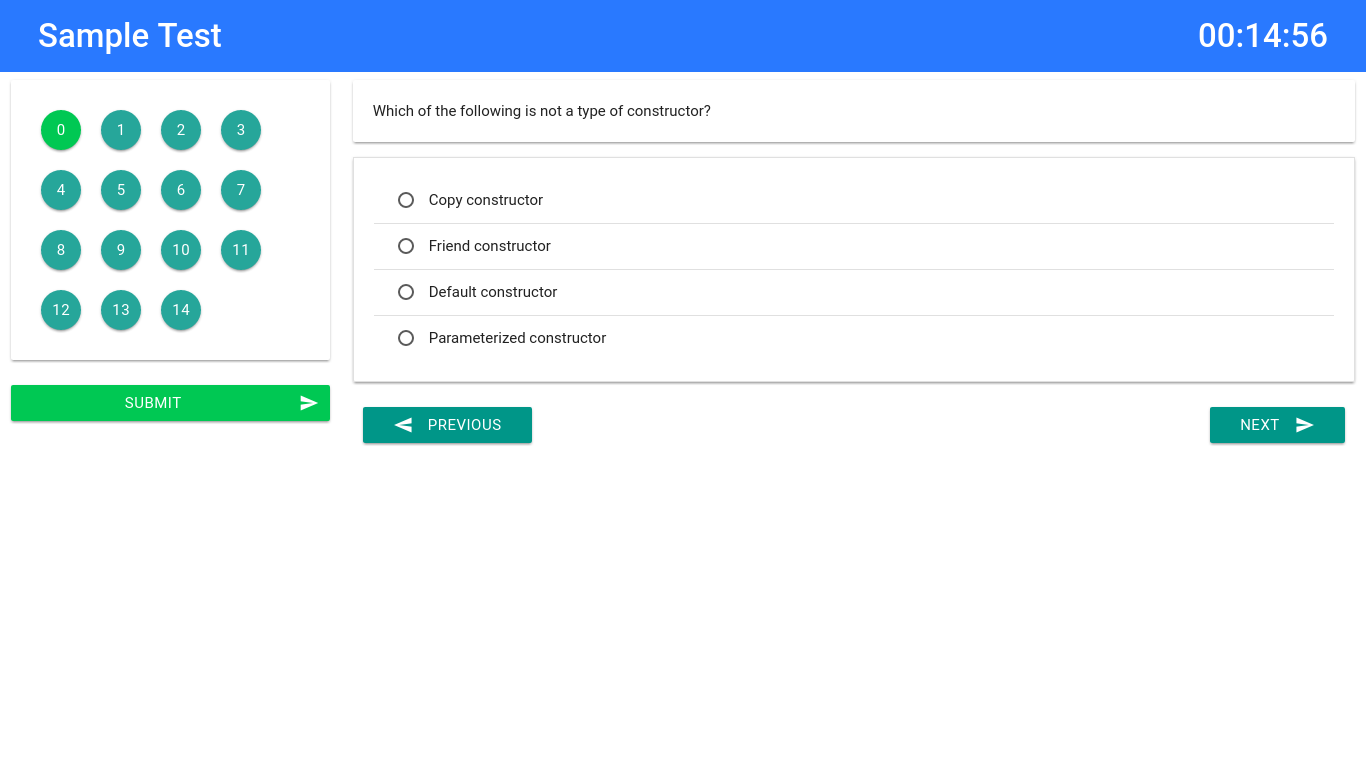 Sample Test
00:14:56
0 1 2 3
4 5 6 7
8 9 10 11
12 13 14
SUBMIT
Which of the following is not a type of constructor?
Copy constructor
Friend constructor
Default constructor
Parameterized constructor
PREVIOUS
NEXT